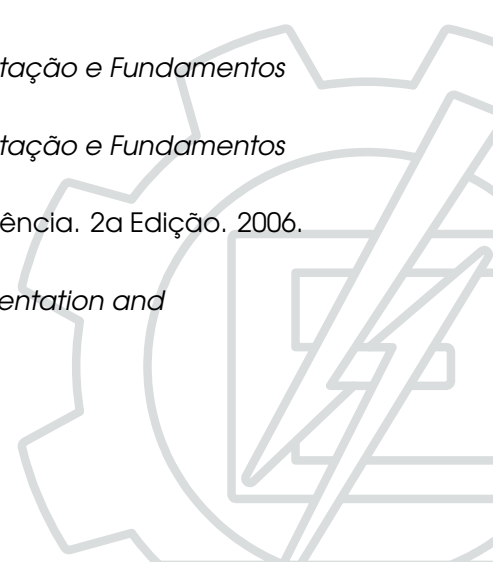 tação e Fundamentos
tação e Fundamentos
ência. 2a Edição. 2006.
entation and